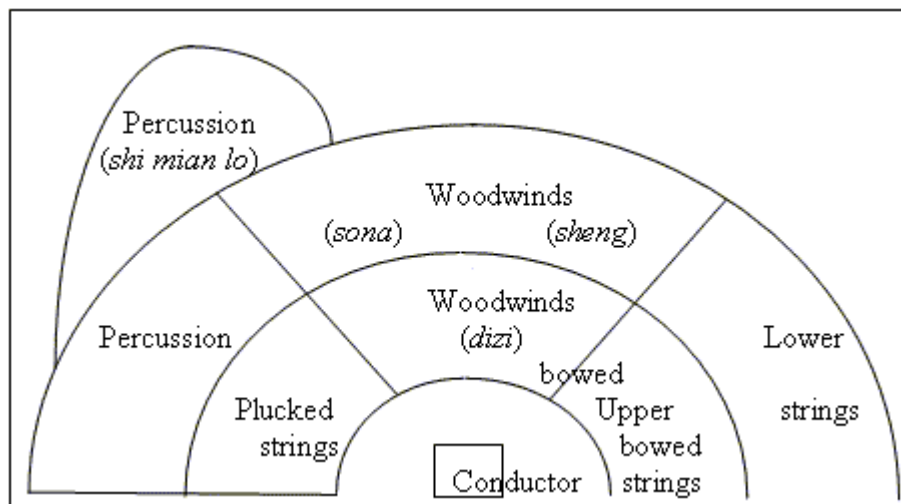 Percussion
(shi mian lo)
Woodwinds
(sona) (sheng)
Woodwinds
(dizi)
Percussion
Lower
strings
bowed
Plucked
strings
Upper
bowed
strings
Conductor